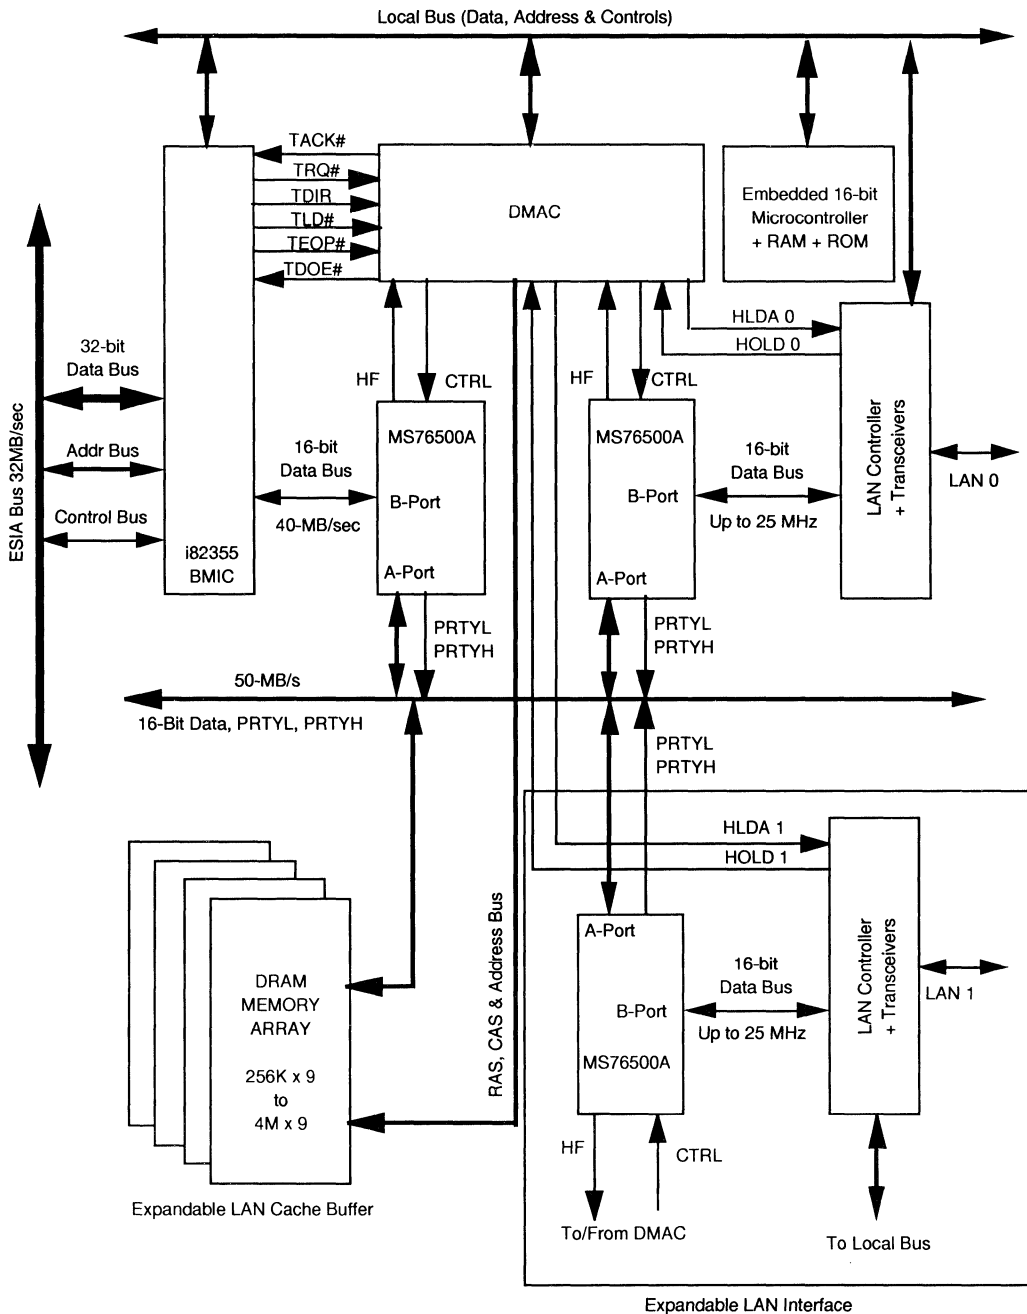 Local Bus (Data, Address & Controls)
TACK#
TRQ#
TDIR
TLD#
TEOP#
TDOE#
DMAC
Embedded 16-bit
Microcontroller
+ RAM + ROM
HLDA 0
HOLD 0
32-bit
Data Bus
HF
CTRL
HF
CTRL
ESIA Bus 32MB/sec
Addr Bus
Control Bus
i82355
BMIC
16-bit
Data Bus
40-MB/sec
MS76500A
B-Port
A-Port
MS76500A
B-Port
A-Port
16-bit
Data Bus
Up to 25 MHz
LAN Controller
+ Transceivers
LAN 0
PRTYL
PRTYH
PRTYL
PRTYH
50-MB/s
16-Bit Data, PRTYL, PRTYH
PRTYL
PRTYH
HLDA 1
HOLD 1
RAS, CAS & Address Bus
DRAM
MEMORY
ARRAY
256K x 9
to
4M x 9
Expandable LAN Cache Buffer
A-Port
B-Port
MS76500A
16-bit
Data Bus
Up to 25 MHz
LAN Controller
+ Transceivers
LAN 1
HF
CTRL
To/From DMAC
To Local Bus
Expandable LAN Interface